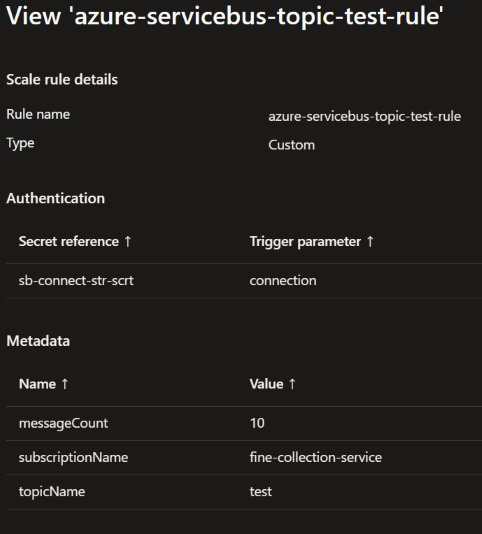 View 'azure-servicebus-topic-test-rule'
Scale rule details
Rule name azure-servicebus-topic-test-rule
Type Custom
Authentication
Secret reference ↑ Trigger parameter ↑
sb-connect-str-scrt connection
Metadata
Name ↑ Value ↑
messageCount 10
subscriptionName fine-collection-service
topicName test